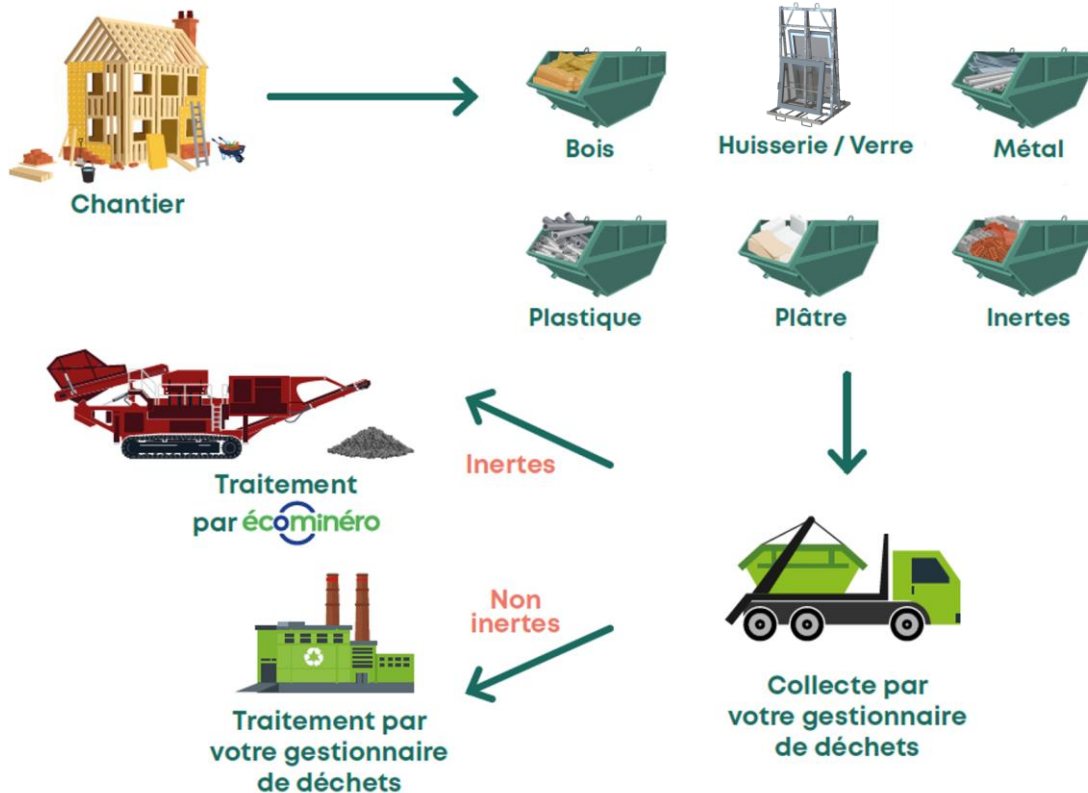 Chantier
Bois
Huisserie / Verre
Métal
Plastique
Plâtre
Inertes
Inertes
Traitement
par écominéro
Non
inertes
Traitement par
votre gestionnaire
de déchets
Collecte par
votre gestionnaire
de déchets